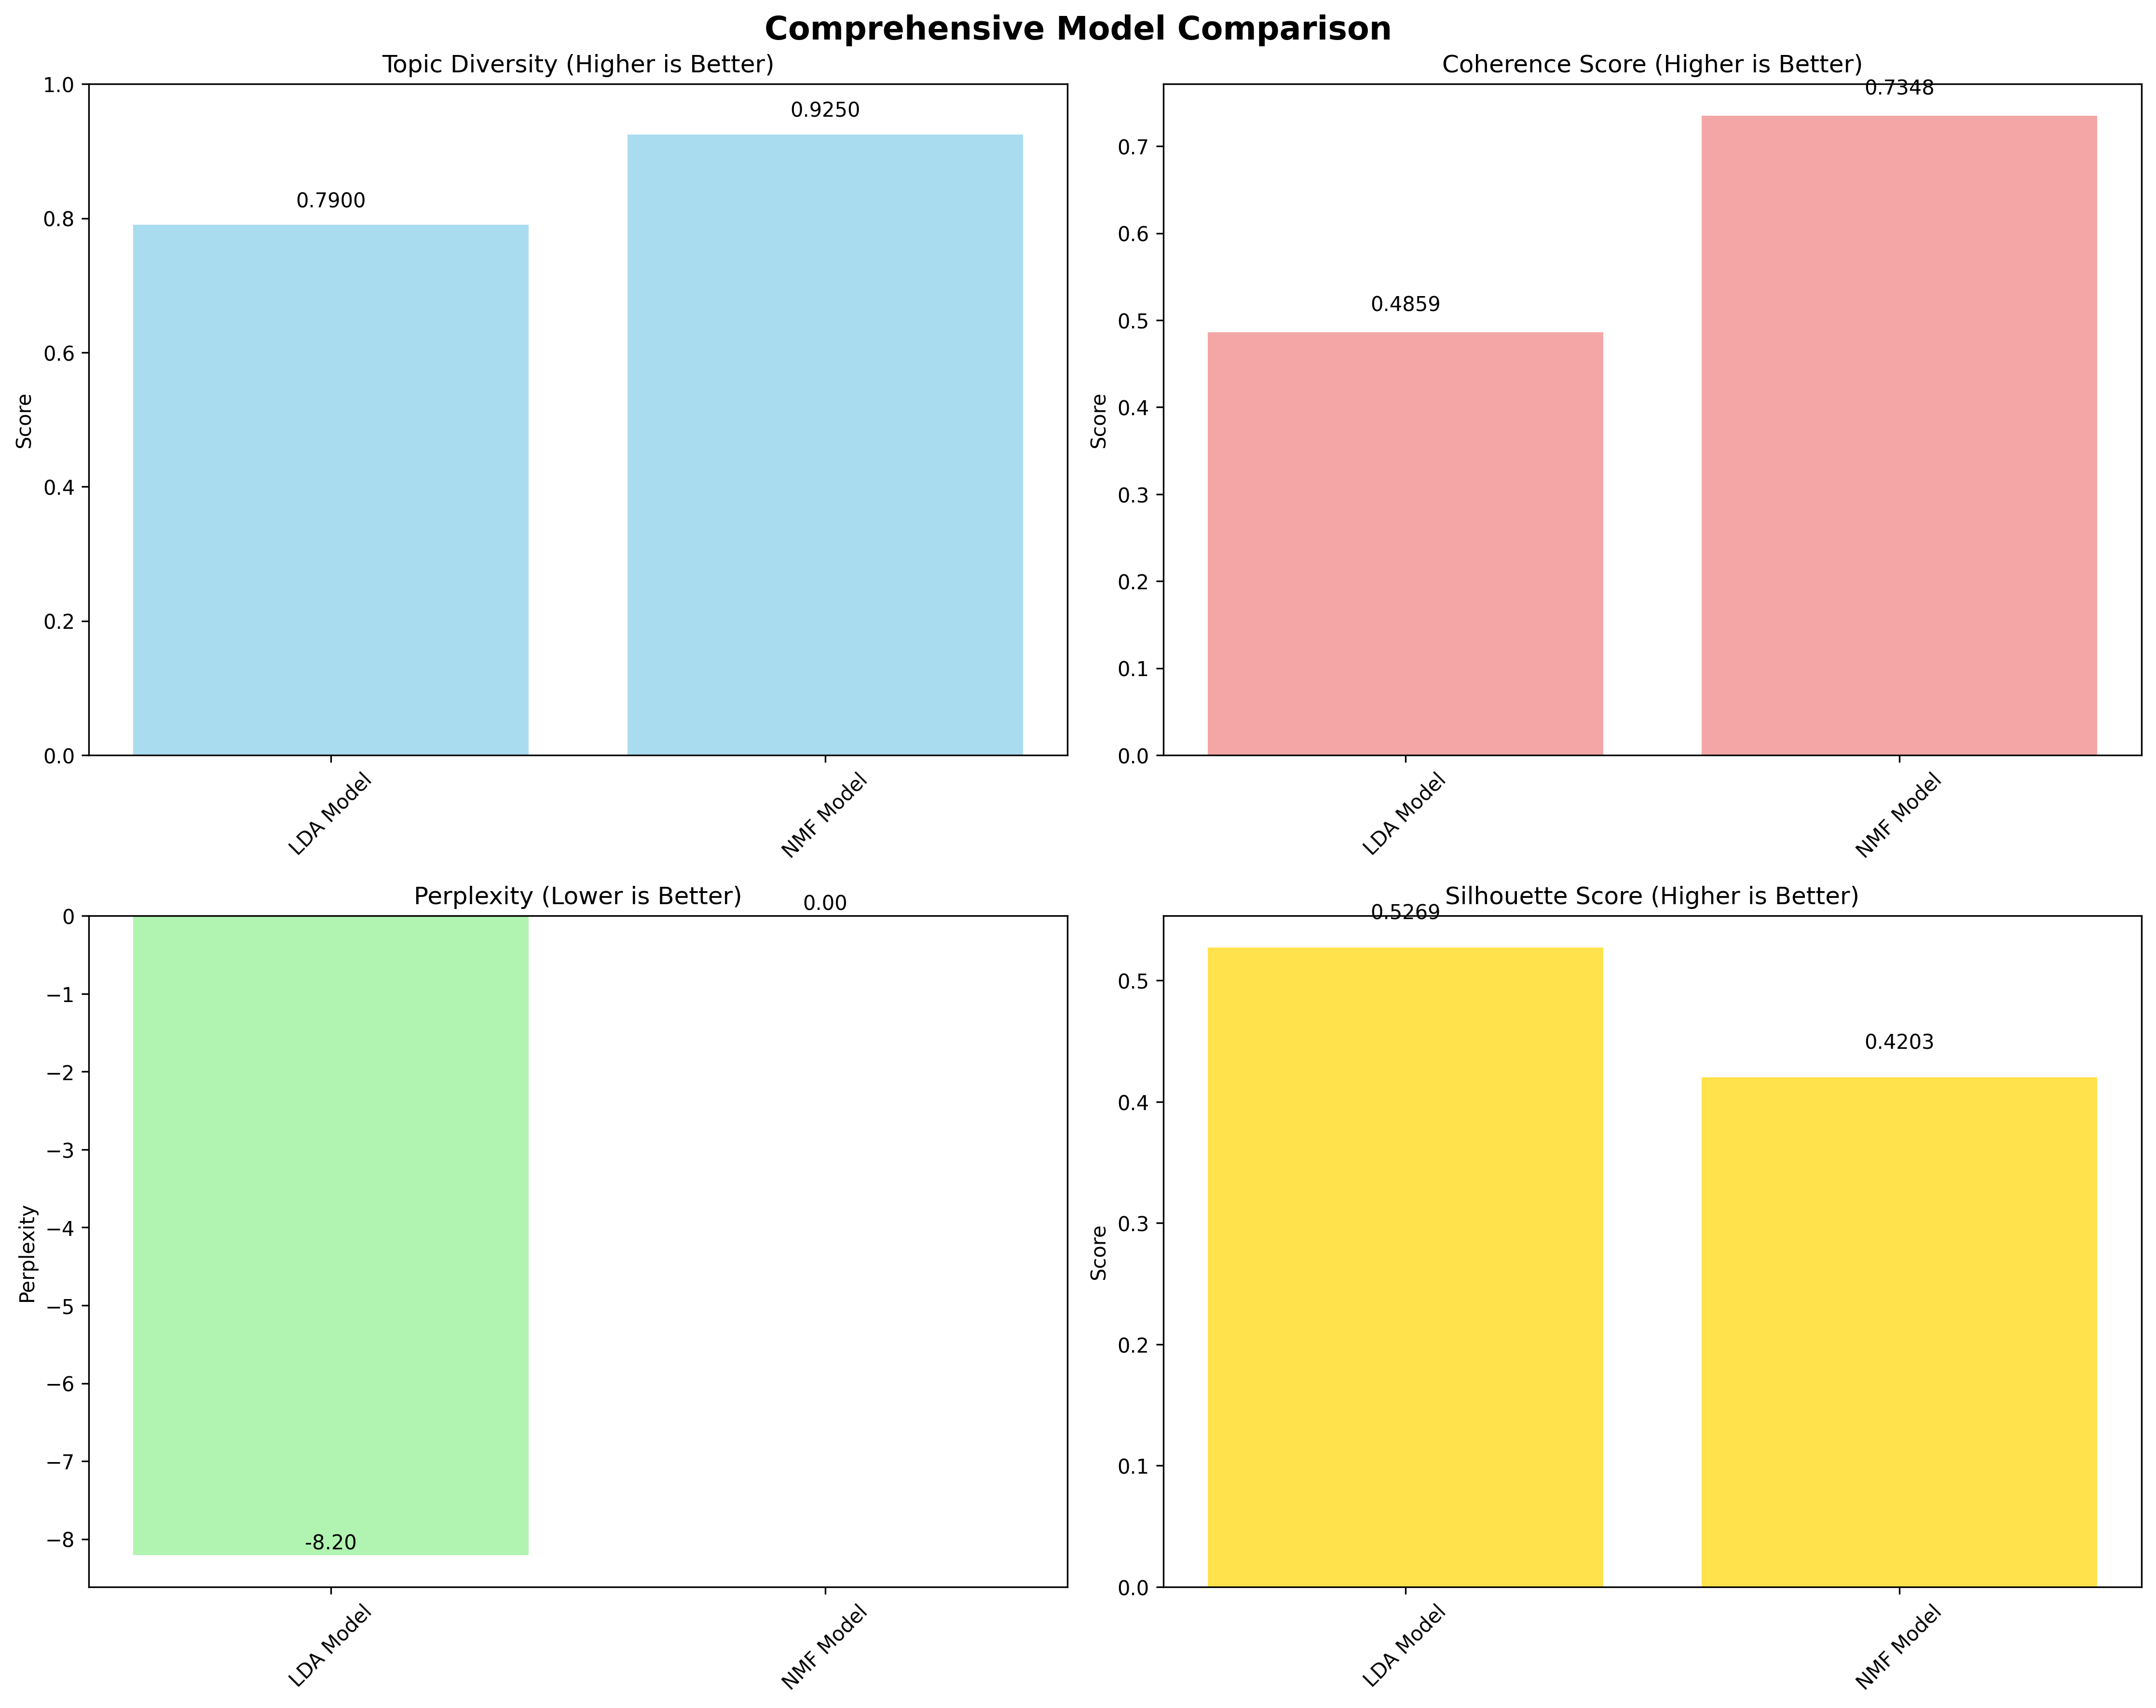 Comprehensive Model Comparison
Topic Diversity (Higher is Better)
1.0
0.8
0.6
0.4
0.2
0.0
Score
0.7900
0.9250
LDA Model
NMF Model
Coherence Score (Higher is Better)
0.7
0.6
0.5
0.4
0.3
0.2
0.1
0.0
Score
0.4859
0.7348
LDA Model
NMF Model
Perplexity (Lower is Better)
0
−1
−2
−3
−4
−5
−6
−7
−8
Perplexity
-8.20
0.00
LDA Model
NMF Model
Silhouette Score (Higher is Better)
0.5
0.4
0.3
0.2
0.1
0.0
Score
0.5269
0.4203
LDA Model
NMF Model